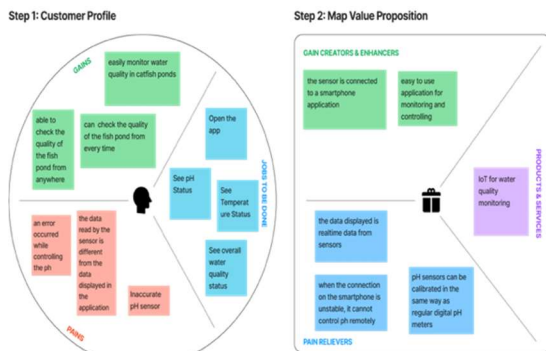 Step 1: Customer Profile
GAINS
easily monitor water
quality in catfish ponds
able to
check the
quality of
the fish
pond from
anywhere
can check the quality
of the fish pond from
every time
Open the
app
See pH
Status
See
Temperat
ure Status
See overall
water
quality
status
JOBS TO BE DONE
an error
occurred
while
controlling
the ph
the data
read by the
sensor is
different
from the
data
displayed in
the
application
Inaccurate
pH sensor
PAINS
Step 2: Map Value Proposition
GAIN CREATORS & ENHANCERS
the sensor is connected
to a smartphone
application
easy to use
application for
monitoring and
controlling
IoT for water
quality
monitoring
PRODUCTS & SERVICES
the data displayed is
realtime data from
sensors
when the connection
on the smartphone is
unstable, it cannot
control ph remotely
pH sensors can be
calibrated in the
same way as
regular digital pH
meters
PAIN RELIEVERS